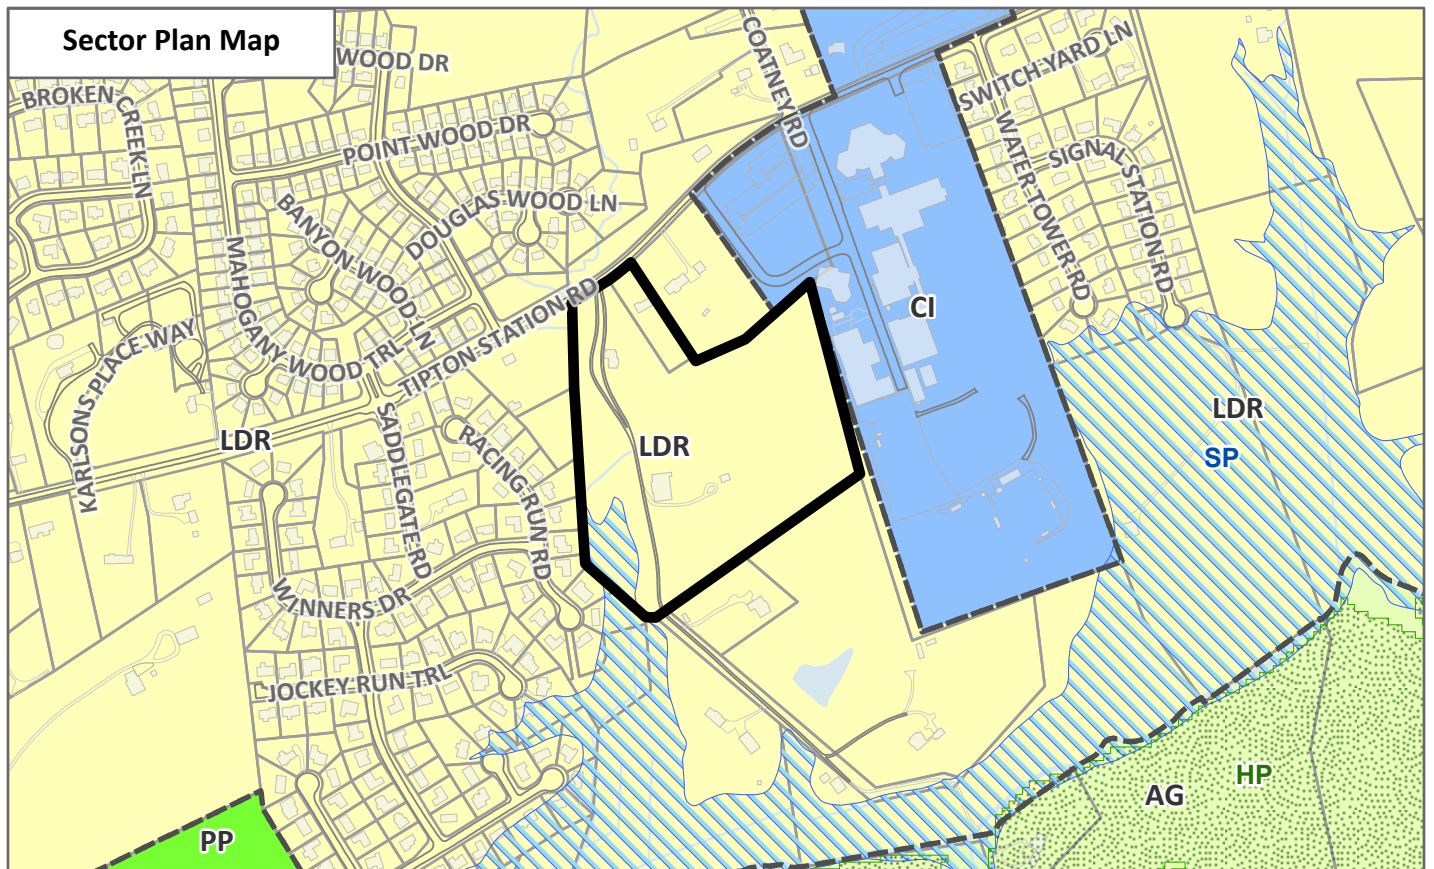 Sector Plan Map
WOOD DR
BROKEN CREEK LN
POINT WOOD DR
COATNEY RD
SWITCH YARD LN
WATER TOWER RD
SIGNAL STATION RD
BANYON WOOD LN
DOUGLAS WOOD LN
MAHOGANY WOOD TRL
TIPTON STATION RD
KARLSONS PLACE WAY
CI
LDR
SP
LDR
LDR
SADDLEGATE RD
RACING RUN RD
WINNERS DR
JOCKEY RUN TRL
HP
AG
PP